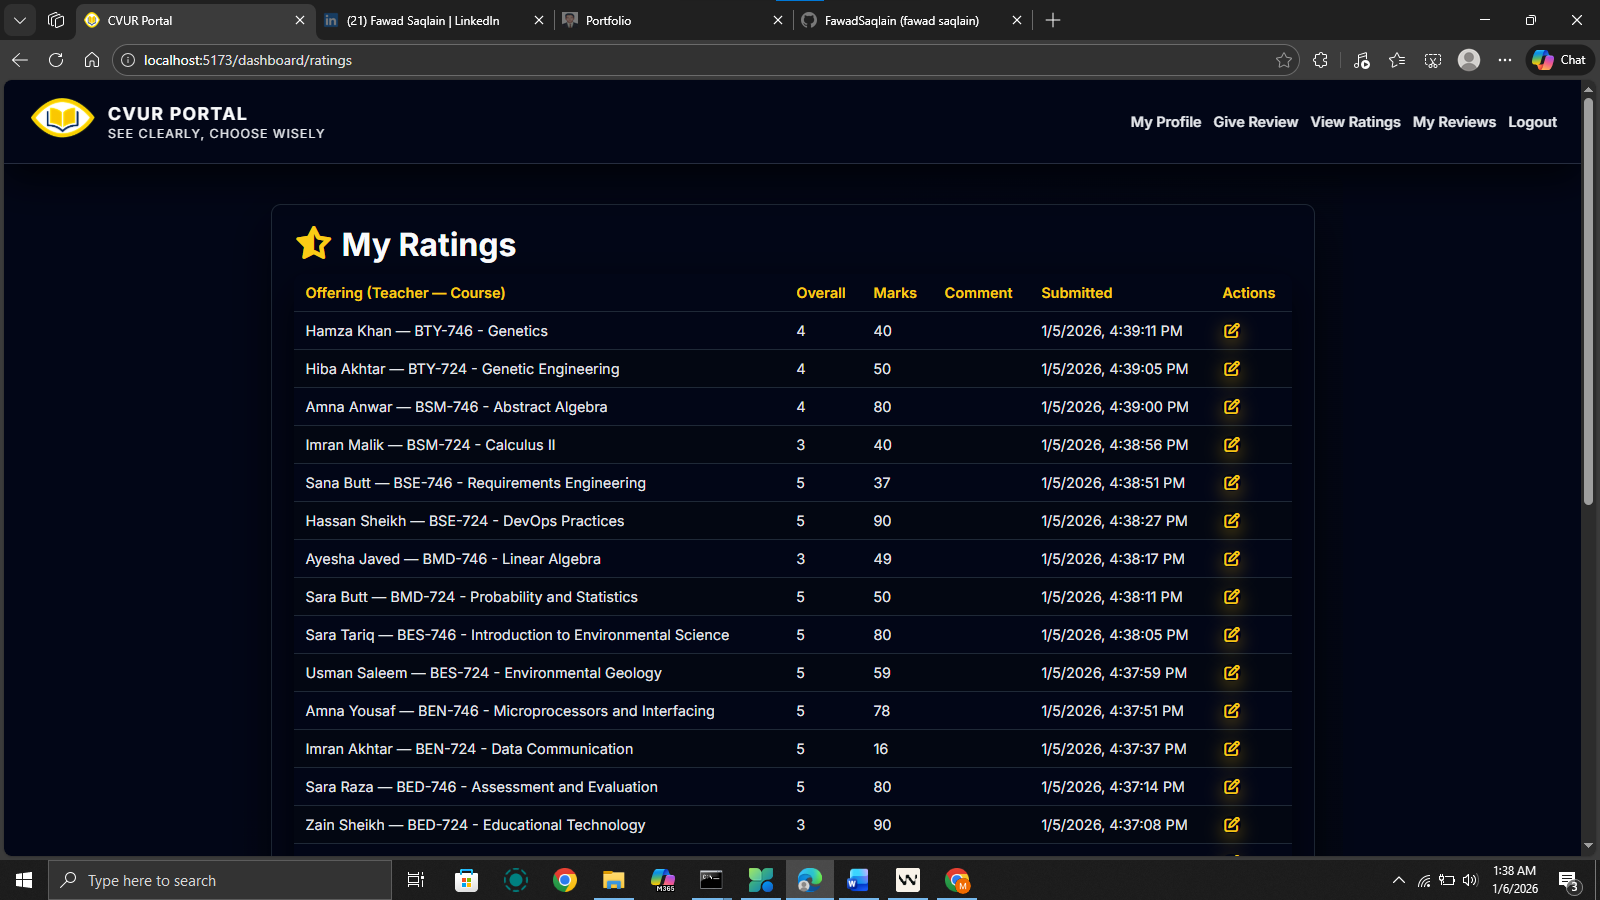 CVUR Portal
(21) Fawad Saqlain | LinkedIn
Portfolio
FawadSaqlain (fawad saqlain)
localhost:5173/dashboard/ratings
Chat
CVUR PORTAL
SEE CLEARLY, CHOOSE WISELY
My Profile Give Review View Ratings My Reviews Logout
My Ratings
Offering (Teacher — Course) Overall Marks Comment Submitted Actions
Hamza Khan — BTY-746 - Genetics 4 40 1/5/2026, 4:39:11 PM
Hiba Akhtar — BTY-724 - Genetic Engineering 4 50 1/5/2026, 4:39:05 PM
Amna Anwar — BSM-746 - Abstract Algebra 4 80 1/5/2026, 4:39:00 PM
Imran Malik — BSM-724 - Calculus II 3 40 1/5/2026, 4:38:56 PM
Sana Butt — BSE-746 - Requirements Engineering 5 37 1/5/2026, 4:38:51 PM
Hassan Sheikh — BSE-724 - DevOps Practices 5 90 1/5/2026, 4:38:27 PM
Ayesha Javed — BMD-746 - Linear Algebra 3 49 1/5/2026, 4:38:17 PM
Sara Butt — BMD-724 - Probability and Statistics 5 50 1/5/2026, 4:38:11 PM
Sara Tariq — BES-746 - Introduction to Environmental Science 5 80 1/5/2026, 4:38:05 PM
Usman Saleem — BES-724 - Environmental Geology 5 59 1/5/2026, 4:37:59 PM
Amna Yousaf — BEN-746 - Microprocessors and Interfacing 5 78 1/5/2026, 4:37:51 PM
Imran Akhtar — BEN-724 - Data Communication 5 16 1/5/2026, 4:37:37 PM
Sara Raza — BED-746 - Assessment and Evaluation 5 80 1/5/2026, 4:37:14 PM
Zain Sheikh — BED-724 - Educational Technology 3 90 1/5/2026, 4:37:08 PM
Type here to search
M365
M
1:38 AM
1/6/2026
3